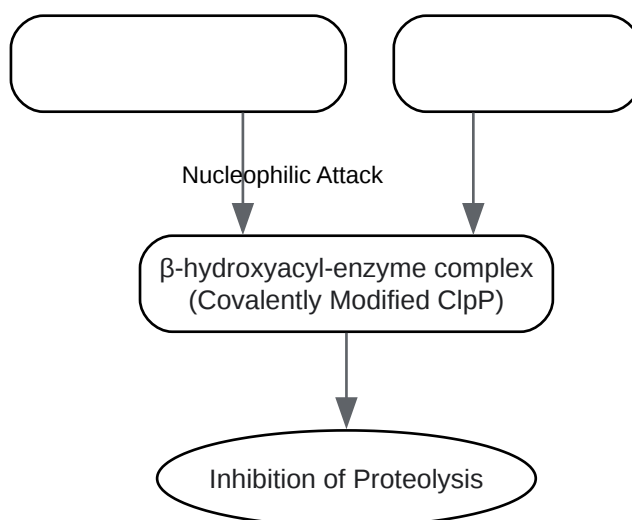 Nucleophilic Attack
β-hydroxyacyl-enzyme complex
(Covalently Modified ClpP)
Inhibition of Proteolysis